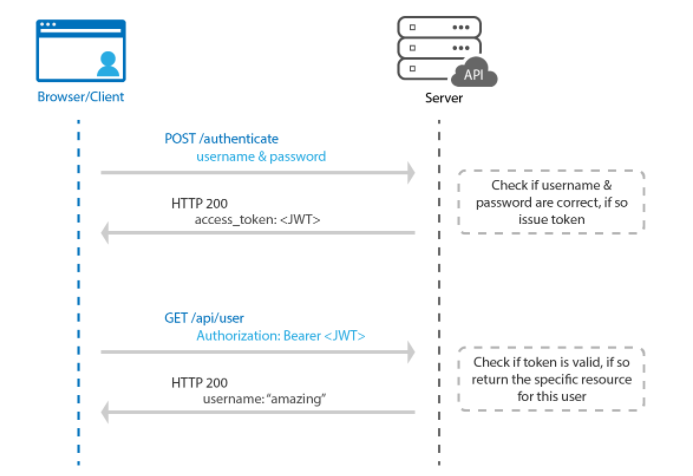 API
Browser/Client
Server
POST /authenticate
username & password
Check if username &
password are correct, if so
issue token
HTTP 200
access_token: <JWT>
GET /api/user
Authorization: Bearer <JWT>
Check if token is valid, if so
return the specific resource
for this user
HTTP 200
username: “amazing”